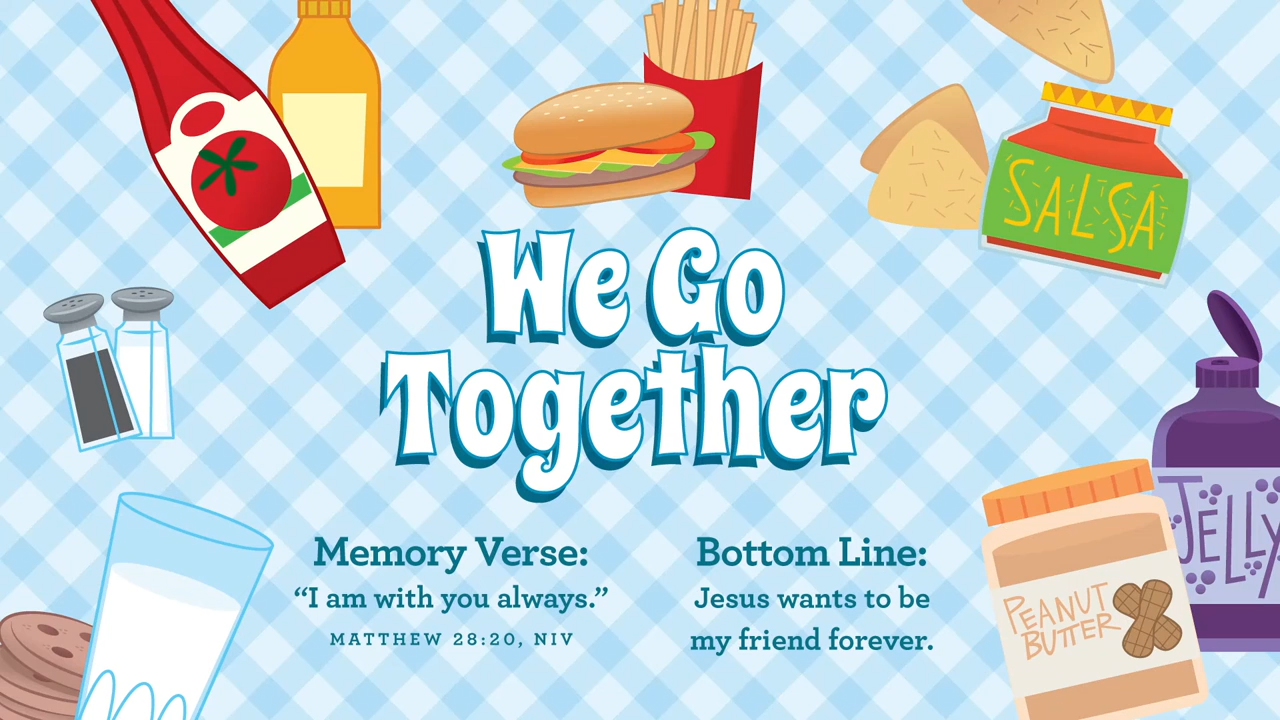 SALSA
We Go
Together
JELLY
PEANUT
BUTTER
Memory Verse:
“I am with you always.”
MATTHEW 28:20, NIV
Bottom Line:
Jesus wants to be
my friend forever.